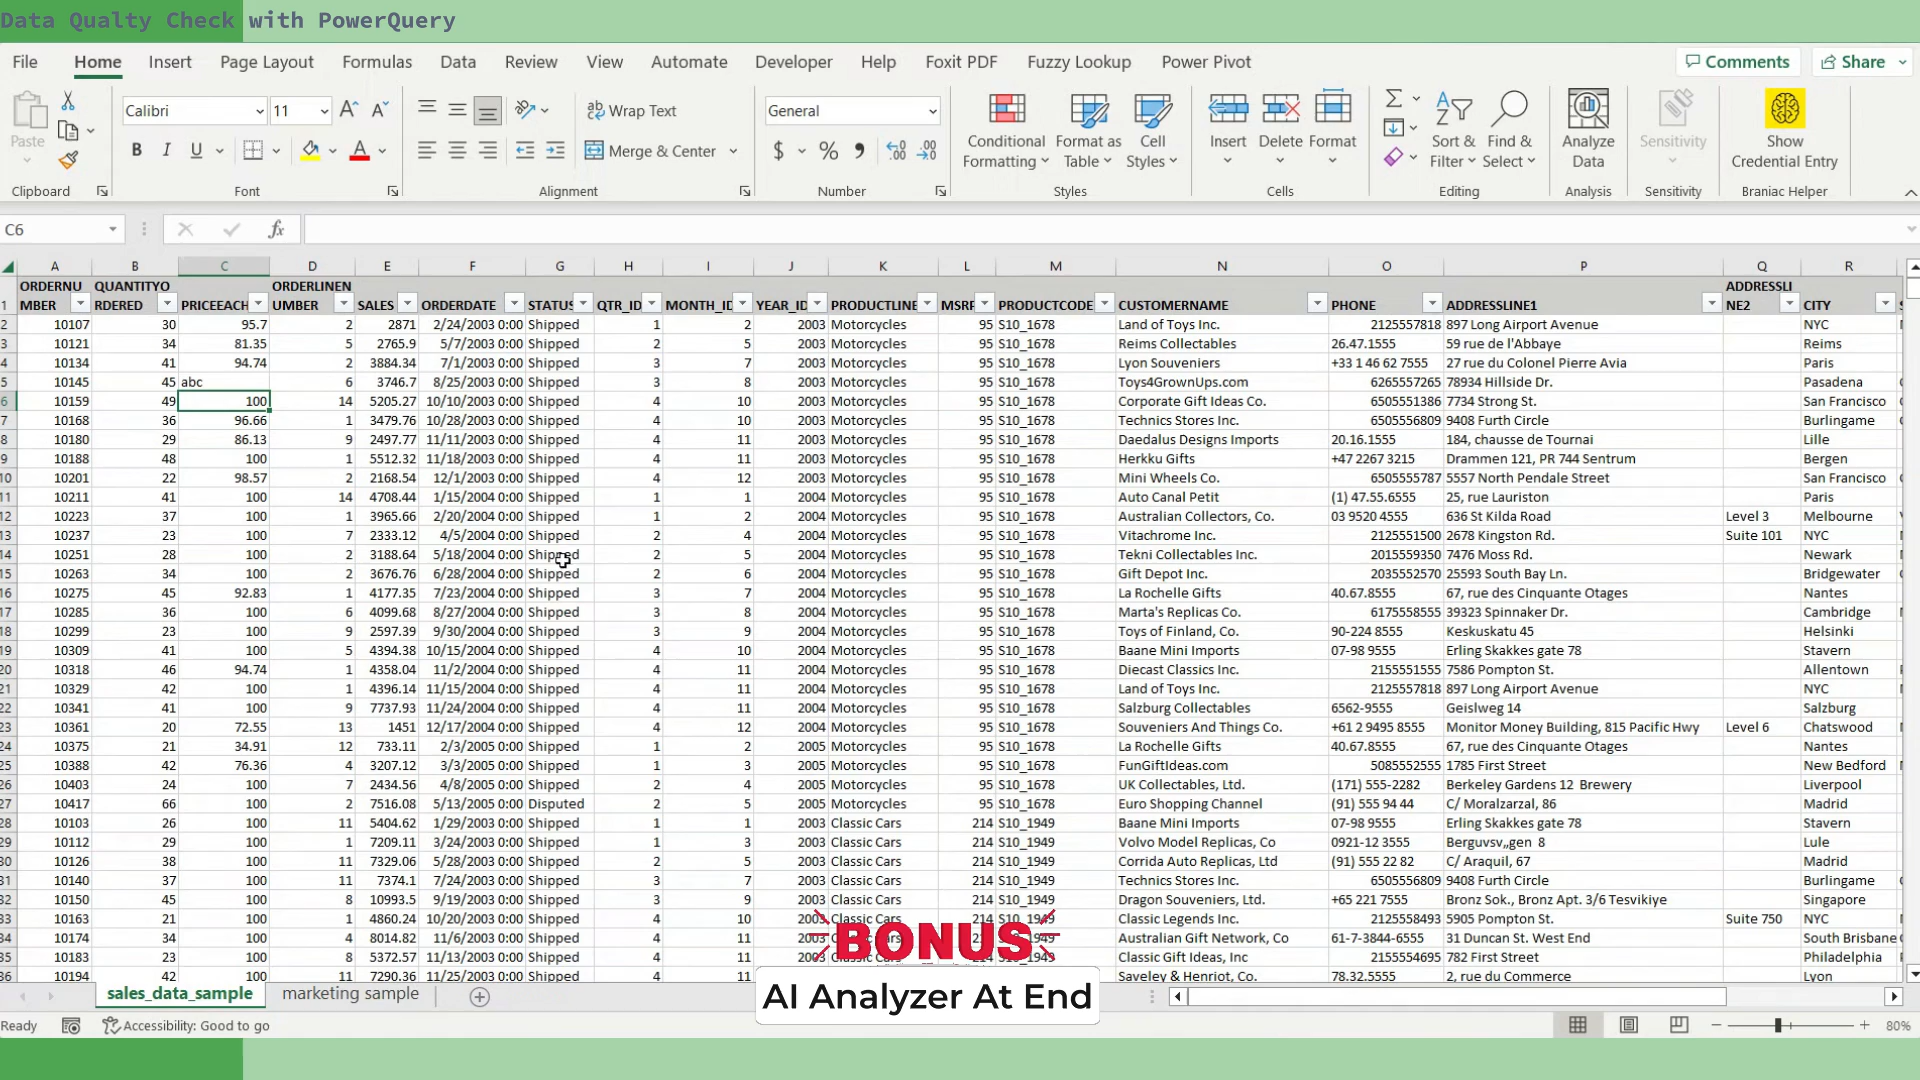 Data Qualty Check with PowerQuery
File Home Insert Page Layout Formulas Data Review View Automate Developer Help Foxit PDF Fuzzy Lookup Power Pivot Comments Share
Paste Calibri 11 Wrap Text General Conditional Formatting Format as Table Cell Styles Insert Delete Format Sort & Filter Find & Select Analyze Data Sensitivity Show Credential Entry
B I U A Merge & Center $ %
Clipboard Font Alignment Number Styles Cells Editing Analysis Sensitivity Braniac Helper
C6 fx
A B C D E F G H I J K L M N O P Q R
1 ORDERNUMBER QUANTITYORDERED PRICEEACH ORDERLINENUMBER SALES ORDERDATE STATUS QTR_ID MONTH_ID YEAR_ID PRODUCTLINE MSRP PRODUCTCODE CUSTOMERNAME PHONE ADDRESSLINE1 ADDRESSLINE2 CITY
2 10107 30 95.7 2 2871 2/24/2003 0:00 Shipped 1 2 2003 Motorcycles 95 S10_1678 Land of Toys Inc. 2125557818 897 Long Airport Avenue NYC
3 10121 34 81.35 5 2765.9 5/7/2003 0:00 Shipped 2 5 2003 Motorcycles 95 S10_1678 Reims Collectables 26.47.1555 59 rue de l'Abbaye Reims
4 10134 41 94.74 2 3884.34 7/1/2003 0:00 Shipped 3 7 2003 Motorcycles 95 S10_1678 Lyon Souveniers +33 1 46 62 7555 27 rue du Colonel Pierre Avia Paris
5 10145 45 abc 6 3746.7 8/25/2003 0:00 Shipped 3 8 2003 Motorcycles 95 S10_1678 Toys4GrownUps.com 6265557265 78934 Hillside Dr. Pasadena
6 10159 49 100 14 5205.27 10/10/2003 0:00 Shipped 4 10 2003 Motorcycles 95 S10_1678 Corporate Gift Ideas Co. 6505551386 7734 Strong St. San Francisco
7 10168 36 96.66 1 3479.76 10/28/2003 0:00 Shipped 4 10 2003 Motorcycles 95 S10_1678 Technics Stores Inc. 6505556809 9408 Furth Circle Burlingame
8 10180 29 86.13 9 2497.77 11/11/2003 0:00 Shipped 4 11 2003 Motorcycles 95 S10_1678 Daedalus Designs Imports 20.16.1555 184, chausse de Tournai Lille
9 10188 48 100 1 5512.32 11/18/2003 0:00 Shipped 4 11 2003 Motorcycles 95 S10_1678 Herkku Gifts +47 2267 3215 Drammen 121, PR 744 Sentrum Bergen
10 10201 22 98.57 2 2168.54 12/1/2003 0:00 Shipped 4 12 2003 Motorcycles 95 S10_1678 Mini Wheels Co. 6505555787 5557 North Pendale Street San Francisco
11 10211 41 100 14 4708.44 1/15/2004 0:00 Shipped 1 1 2004 Motorcycles 95 S10_1678 Auto Canal Petit (1) 47.55.6555 25, rue Lauriston Paris
12 10223 37 100 1 3965.66 2/20/2004 0:00 Shipped 1 2 2004 Motorcycles 95 S10_1678 Australian Collectors, Co. 03 9520 4555 636 St Kilda Road Level 3 Melbourne
13 10237 23 100 7 2333.12 4/5/2004 0:00 Shipped 2 4 2004 Motorcycles 95 S10_1678 Vitachrome Inc. 2125551500 2678 Kingston Rd. Suite 101 NYC
14 10251 28 100 2 3188.64 5/18/2004 0:00 Shipped 2 5 2004 Motorcycles 95 S10_1678 Tekni Collectables Inc. 2015559350 7476 Moss Rd. Newark
15 10263 34 100 2 3676.76 6/28/2004 0:00 Shipped 2 6 2004 Motorcycles 95 S10_1678 Gift Depot Inc. 2035552570 25593 South Bay Ln. Bridgewater
16 10275 45 92.83 1 4177.35 7/23/2004 0:00 Shipped 3 7 2004 Motorcycles 95 S10_1678 La Rochelle Gifts 40.67.8555 67, rue des Cinquante Otages Nantes
17 10285 36 100 6 4099.68 8/27/2004 0:00 Shipped 3 8 2004 Motorcycles 95 S10_1678 Marta's Replicas Co. 6175558555 39323 Spinnaker Dr. Cambridge
18 10299 23 100 9 2597.39 9/30/2004 0:00 Shipped 3 9 2004 Motorcycles 95 S10_1678 Toys of Finland, Co. 90-224 8555 Keskuskatu 45 Helsinki
19 10309 41 100 5 4394.38 10/15/2004 0:00 Shipped 4 10 2004 Motorcycles 95 S10_1678 Baane Mini Imports 07-98 9555 Erling Skakkes gate 78 Stavern
20 10318 46 94.74 1 4358.04 11/2/2004 0:00 Shipped 4 11 2004 Motorcycles 95 S10_1678 Diecast Classics Inc. 2155551555 7586 Pompton St. Allentown
21 10329 42 100 1 4396.14 11/15/2004 0:00 Shipped 4 11 2004 Motorcycles 95 S10_1678 Land of Toys Inc. 2125557818 897 Long Airport Avenue NYC
22 10341 41 100 9 7737.93 11/24/2004 0:00 Shipped 4 11 2004 Motorcycles 95 S10_1678 Salzburg Collectables 6562-9555 Geislweg 14 Salzburg
23 10361 20 72.55 13 1451 12/17/2004 0:00 Shipped 4 12 2004 Motorcycles 95 S10_1678 Souveniers And Things Co. +61 2 9495 8555 Monitor Money Building, 815 Pacific Hwy Level 6 Chatswood
24 10375 21 34.91 12 733.11 2/3/2005 0:00 Shipped 1 2 2005 Motorcycles 95 S10_1678 La Rochelle Gifts 40.67.8555 67, rue des Cinquante Otages Nantes
25 10388 42 76.36 4 3207.12 3/3/2005 0:00 Shipped 1 3 2005 Motorcycles 95 S10_1678 FunGiftIdeas.com 5085552555 1785 First Street New Bedford
26 10403 24 100 7 2434.56 4/8/2005 0:00 Shipped 2 4 2005 Motorcycles 95 S10_1678 UK Collectables, Ltd. (171) 555-2282 Berkeley Gardens 12 Brewery Liverpool
27 10417 66 100 2 7516.08 5/13/2005 0:00 Disputed 2 5 2005 Motorcycles 95 S10_1678 Euro Shopping Channel (91) 555 94 44 C/ Moralzarzal, 86 Madrid
28 10103 26 100 11 5404.62 1/29/2003 0:00 Shipped 1 1 2003 Classic Cars 214 S10_1949 Baane Mini Imports 07-98 9555 Erling Skakkes gate 78 Stavern
29 10112 29 100 1 7209.11 3/24/2003 0:00 Shipped 1 3 2003 Classic Cars 214 S10_1949 Volvo Model Replicas, Co 0921-12 3555 Berguvsv„gen 8 Lule
30 10126 38 100 11 7329.06 5/28/2003 0:00 Shipped 2 5 2003 Classic Cars 214 S10_1949 Corrida Auto Replicas, Ltd (91) 555 22 82 C/ Araquil, 67 Madrid
31 10140 37 100 11 7374.1 7/24/2003 0:00 Shipped 3 7 2003 Classic Cars 214 S10_1949 Technics Stores Inc. 6505556809 9408 Furth Circle Burlingame
32 10150 45 100 8 10993.5 9/19/2003 0:00 Shipped 3 9 2003 Classic Cars 214 S10_1949 Dragon Souveniers, Ltd. +65 221 7555 Bronz Sok., Bronz Apt. 3/6 Tesvikiye Singapore
33 10163 21 100 1 4860.24 10/20/2003 0:00 Shipped 4 10 2003 Classic Cars 214 S10_1949 Classic Legends Inc. 2125558493 5905 Pompton St. Suite 750 NYC
34 10174 34 100 4 8014.82 11/6/2003 0:00 Shipped 4 11 2003 214 Australian Gift Network, Co 61-7-3844-6555 31 Duncan St. West End South Brisbane
35 10183 23 100 8 5372.57 11/13/2003 0:00 Shipped 4 11 2003 214 Classic Gift Ideas, Inc 2155554695 782 First Street Philadelphia
36 10194 42 100 11 7290.36 11/25/2003 0:00 Shipped 4 11 Saveley & Henriot, Co. 78.32.5555 2, rue du Commerce Lyon
BONUS
AI Analyzer At End
sales_data_sample marketing sample
Ready Accessibility: Good to go 80%